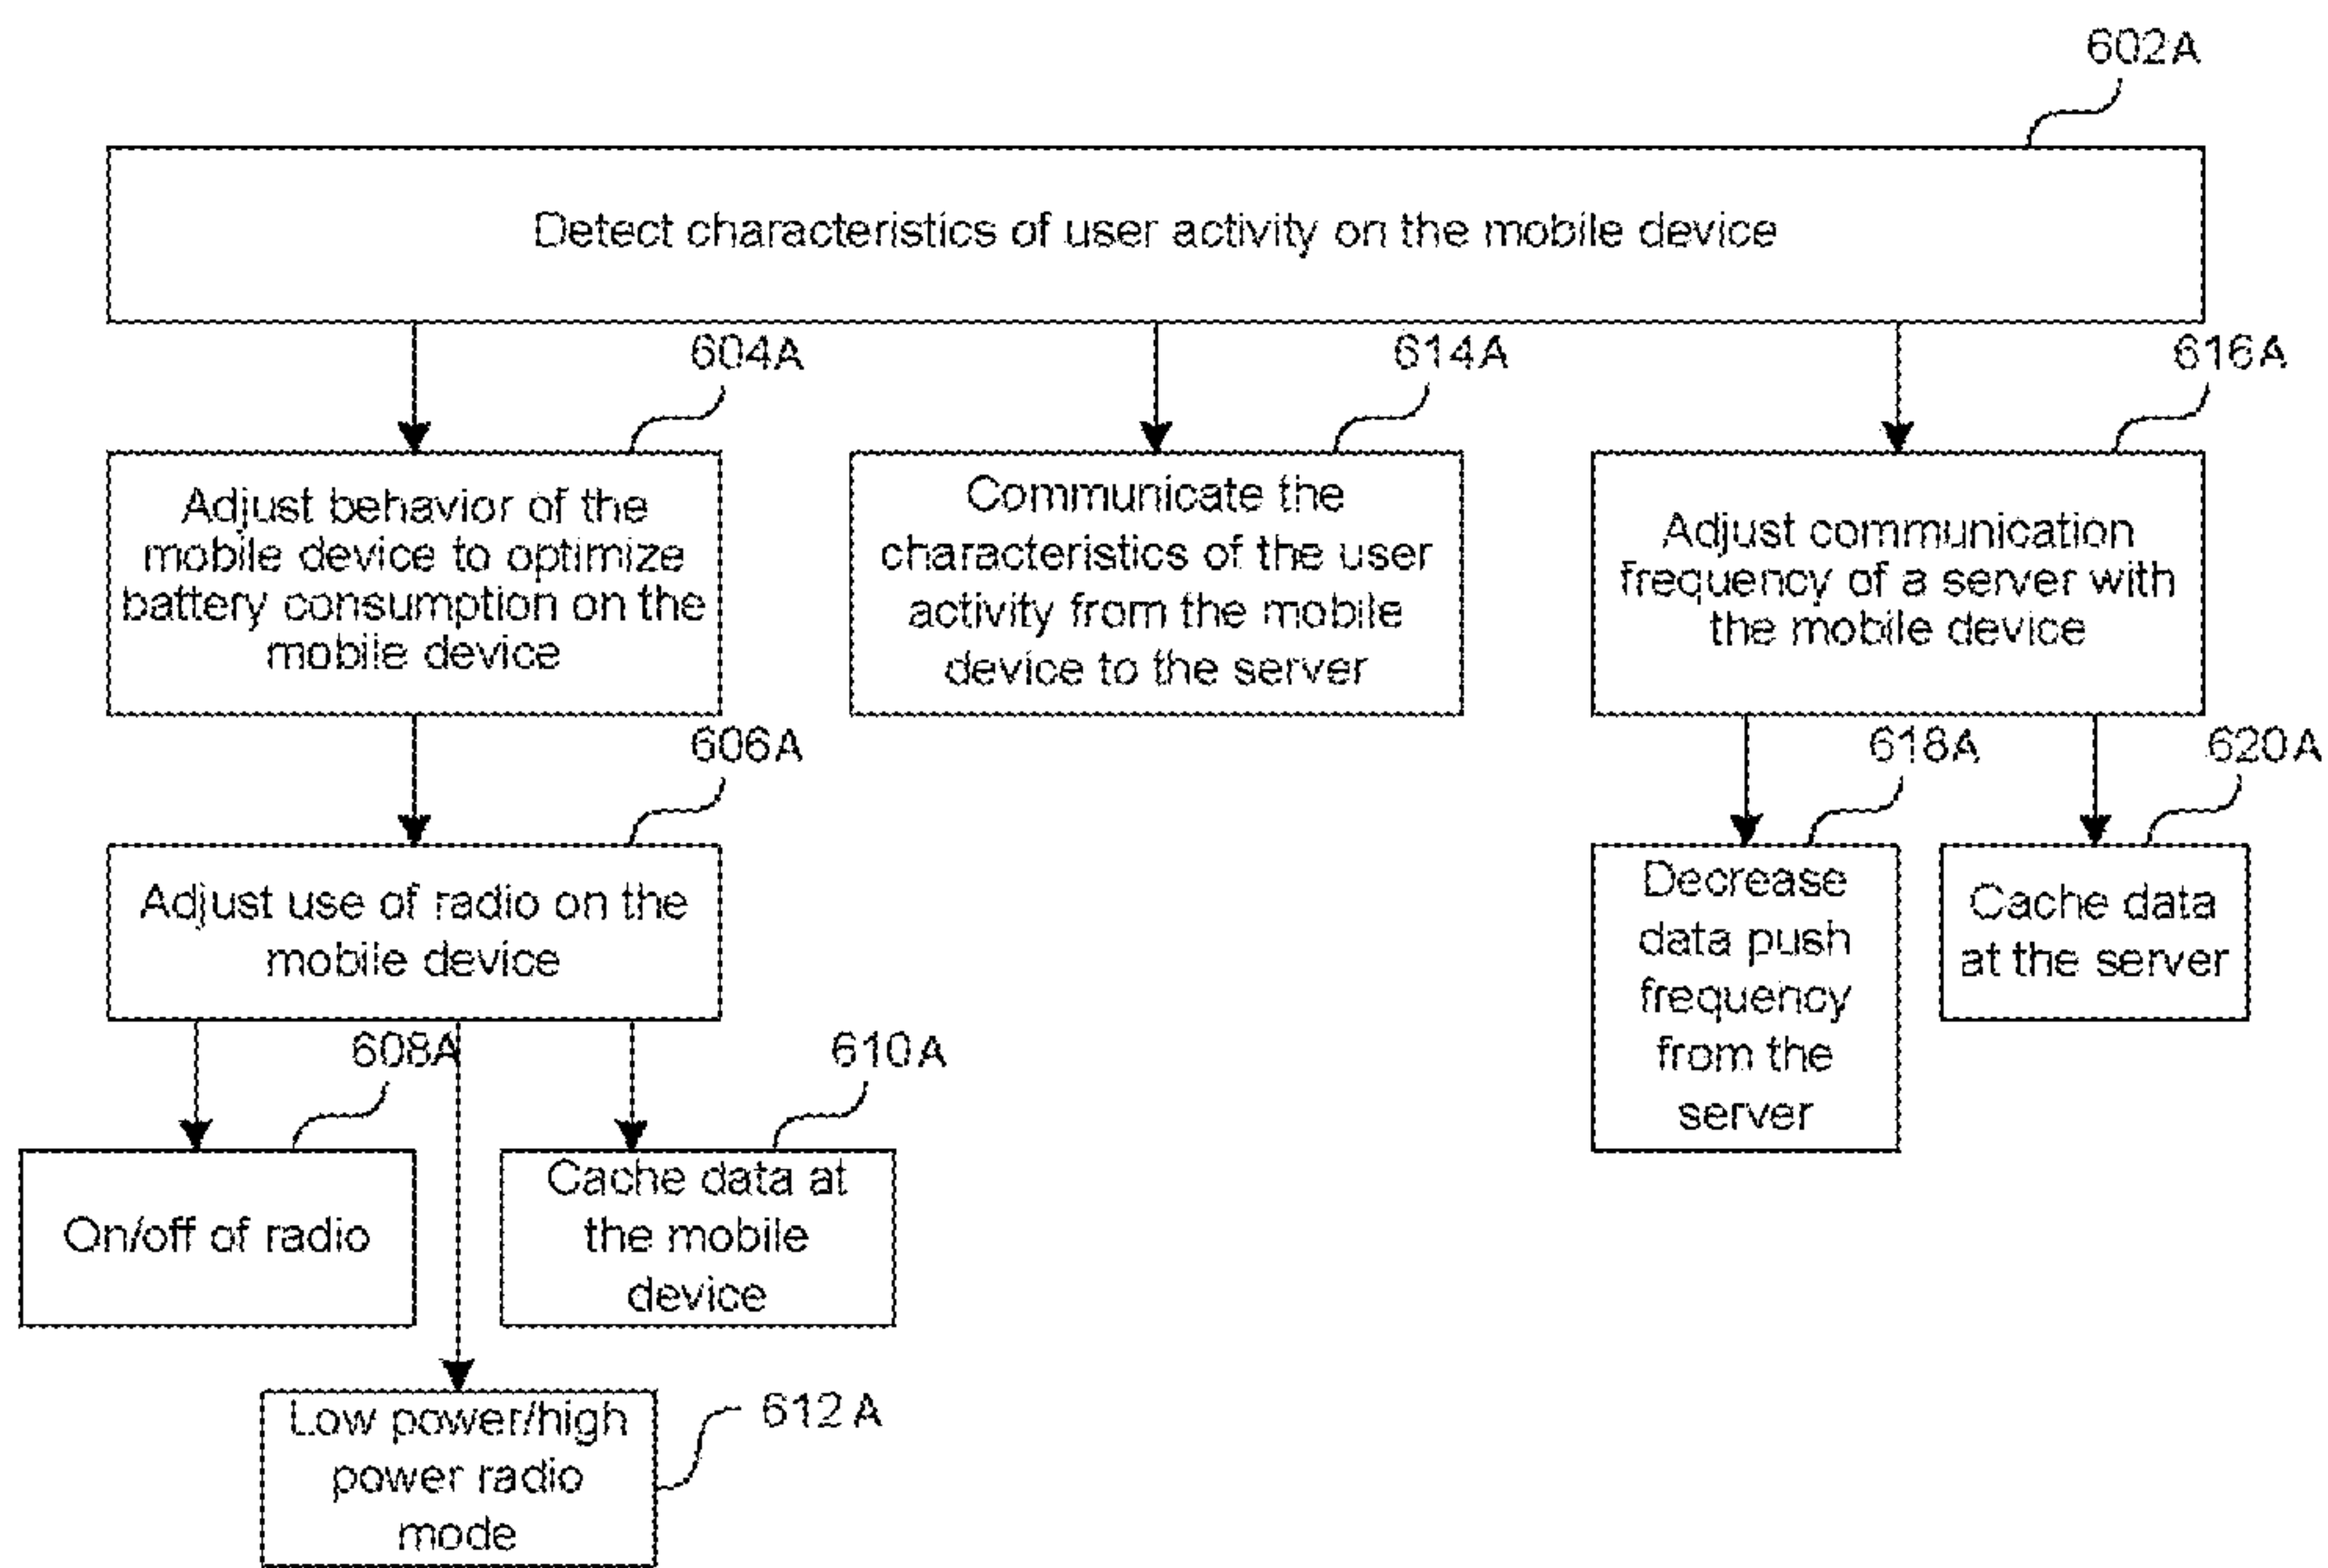 602A
Detect characteristics of user activity on the mobile device
604A
614A
616A
Adjust behavior of the
mobile device to optimize
battery consumption on the
mobile device
Communicate the
characteristics of the user
activity from the mobile
device to the server
Adjust communication
frequency of a server with
the mobile device
606A
618A
620A
Adjust use of radio on the
mobile device
Decrease
data push
frequency
from the
server
Cache data
at the server
608A
610A
On/off of radio
Cache data at
the mobile
device
Low power/high
power radio
mode
612A